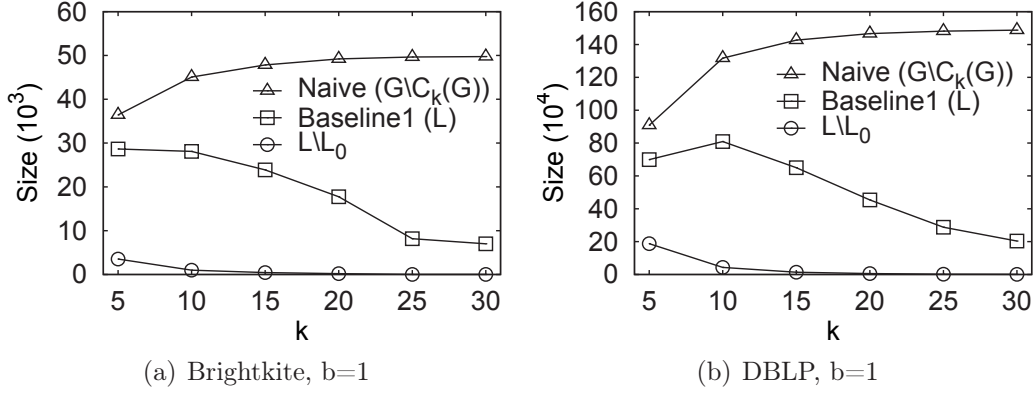 60
50
40
30
20
10
0
Size (10^3)
Naive (G\C_k(G))
Baseline1 (L)
L\L_0
5 10 15 20 25 30
k
(a) Brightkite, b=1
160
140
120
100
80
60
40
20
0
Size (10^4)
Naive (G\C_k(G))
Baseline1 (L)
L\L_0
5 10 15 20 25 30
k
(b) DBLP, b=1